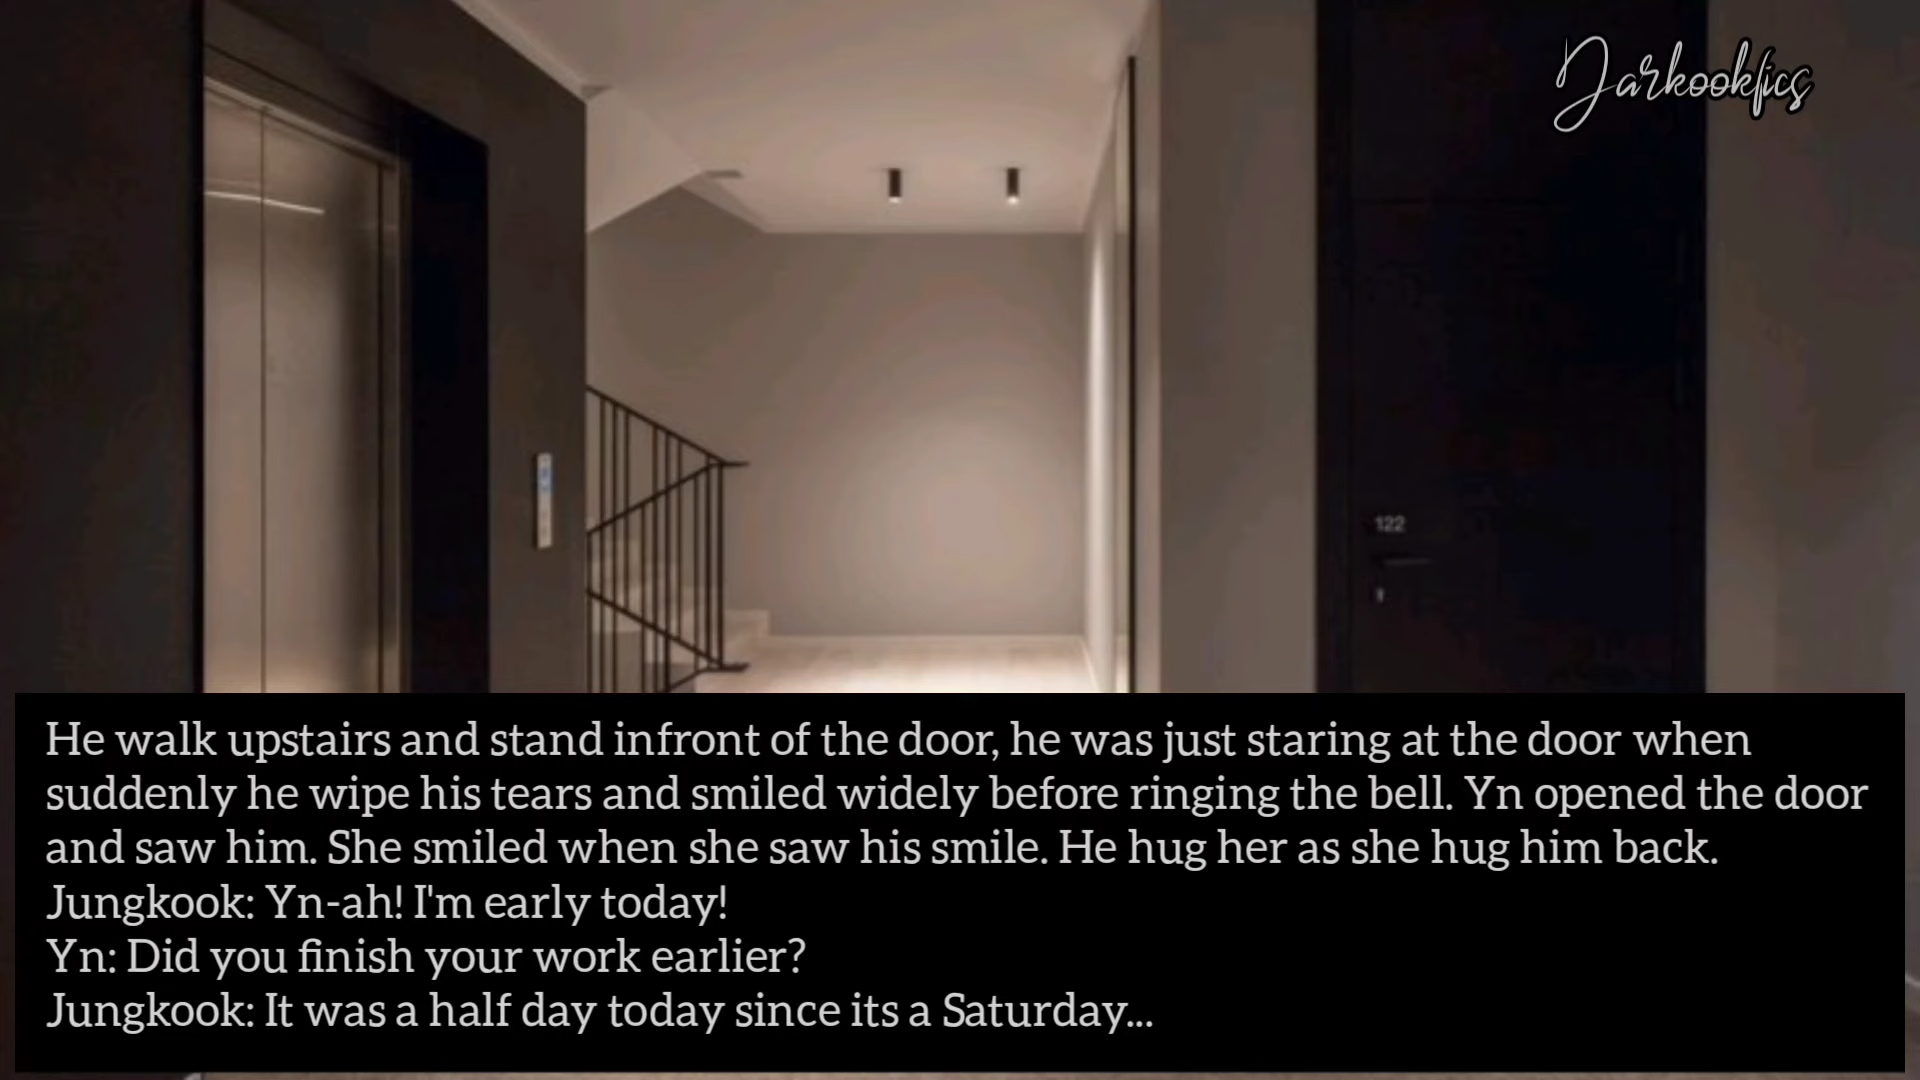 Darkookfics
122
He walk upstairs and stand infront of the door, he was just staring at the door when
suddenly he wipe his tears and smiled widely before ringing the bell. Yn opened the door
and saw him. She smiled when she saw his smile. He hug her as she hug him back.
Jungkook: Yn-ah! I'm early today!
Yn: Did you finish your work earlier?
Jungkook: It was a half day today since its a Saturday...